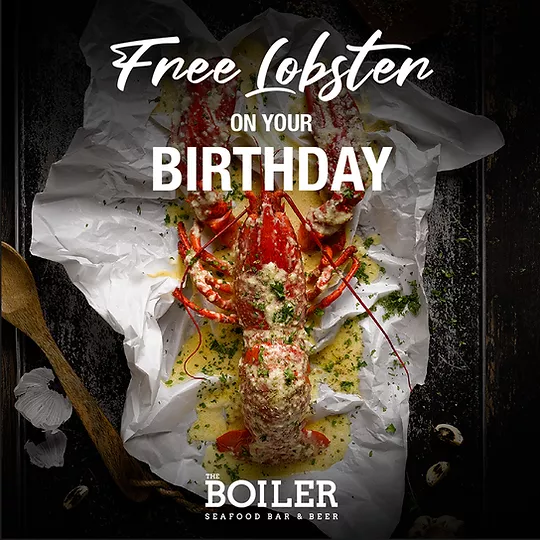 Free Lobster
ON YOUR
BIRTHDAY
THE
BOILER
SEAFOOD BAR & BEER